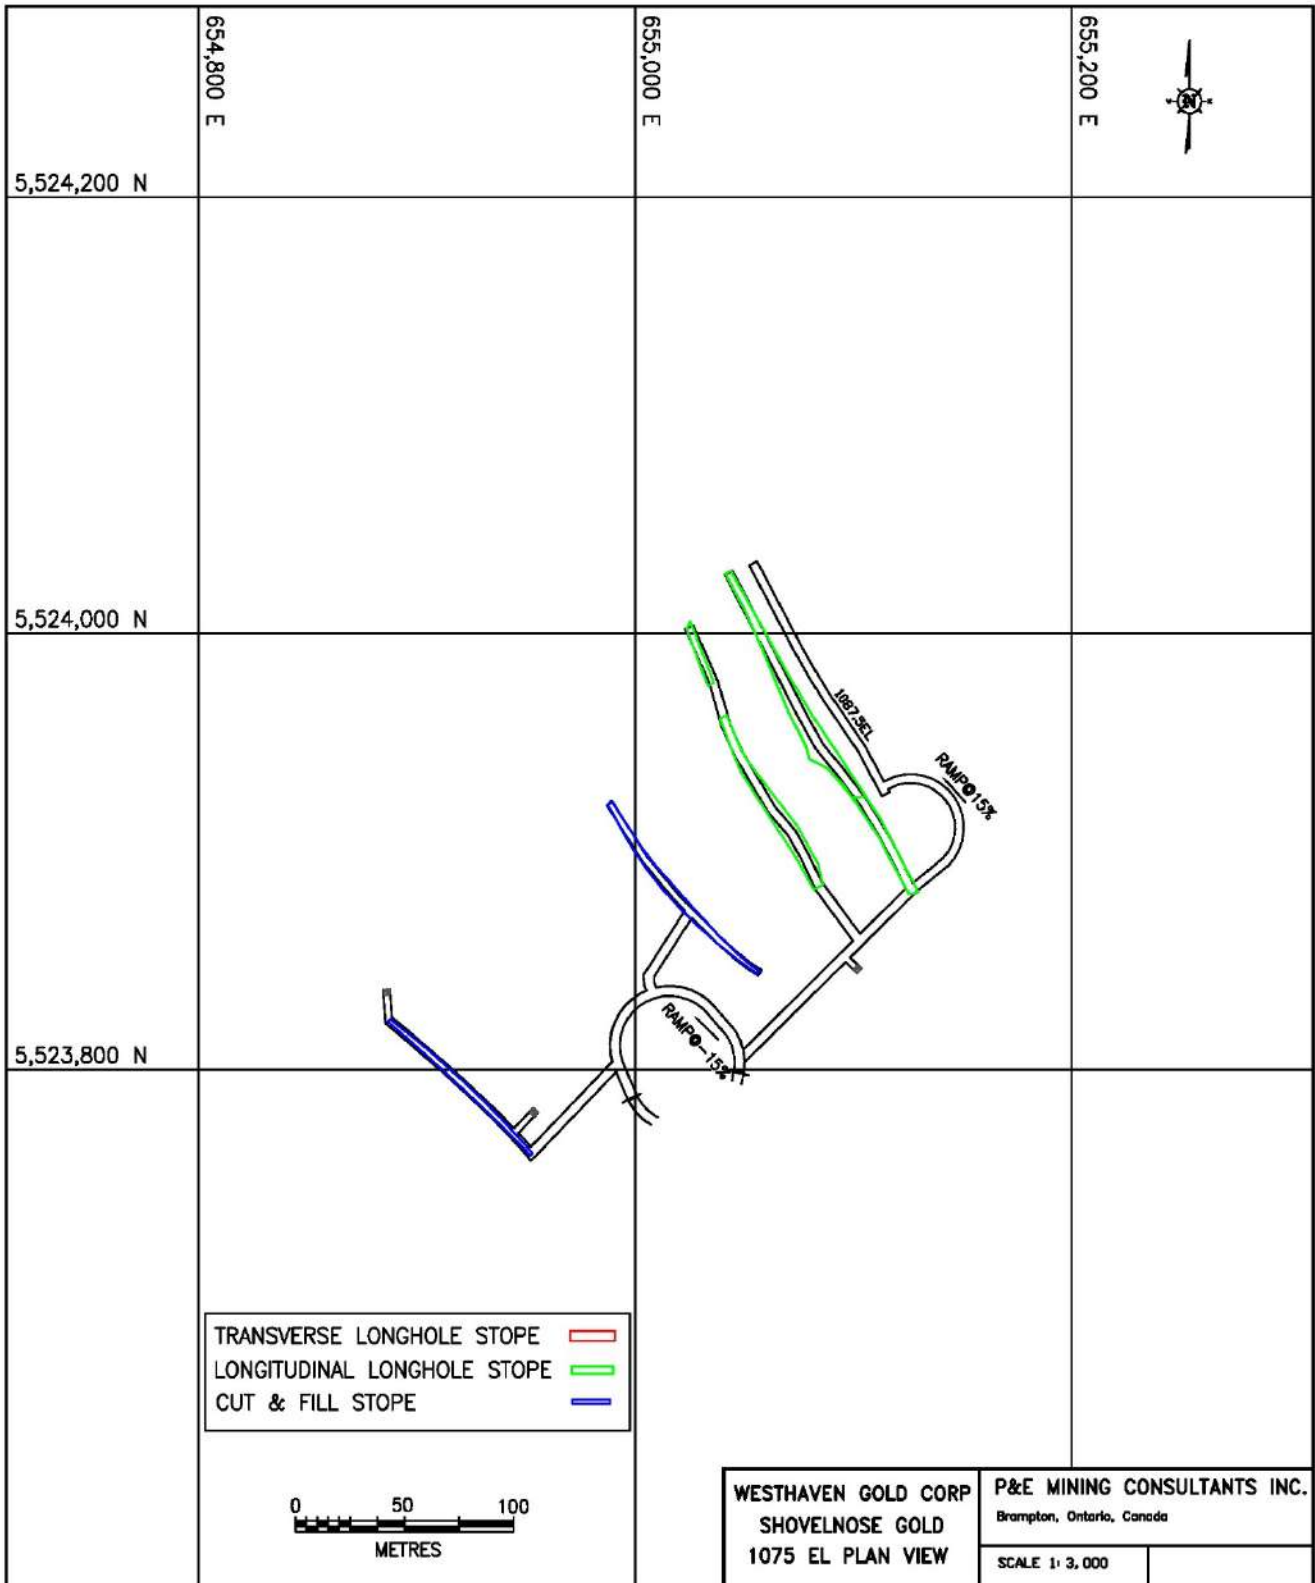 654,800 E
655,000 E
655,200 E
N
5,524,200 N
5,524,000 N
1087.5EL
RAMP@15%
RAMP@-15%
5,523,800 N
TRANSVERSE LONGHOLE STOPE
LONGITUDINAL LONGHOLE STOPE
CUT & FILL STOPE
0 50 100
METRES
WESTHAVEN GOLD CORP
SHOVELNOSE GOLD
1075 EL PLAN VIEW
P&E MINING CONSULTANTS INC.
Brampton, Ontario, Canada
SCALE 1:3,000